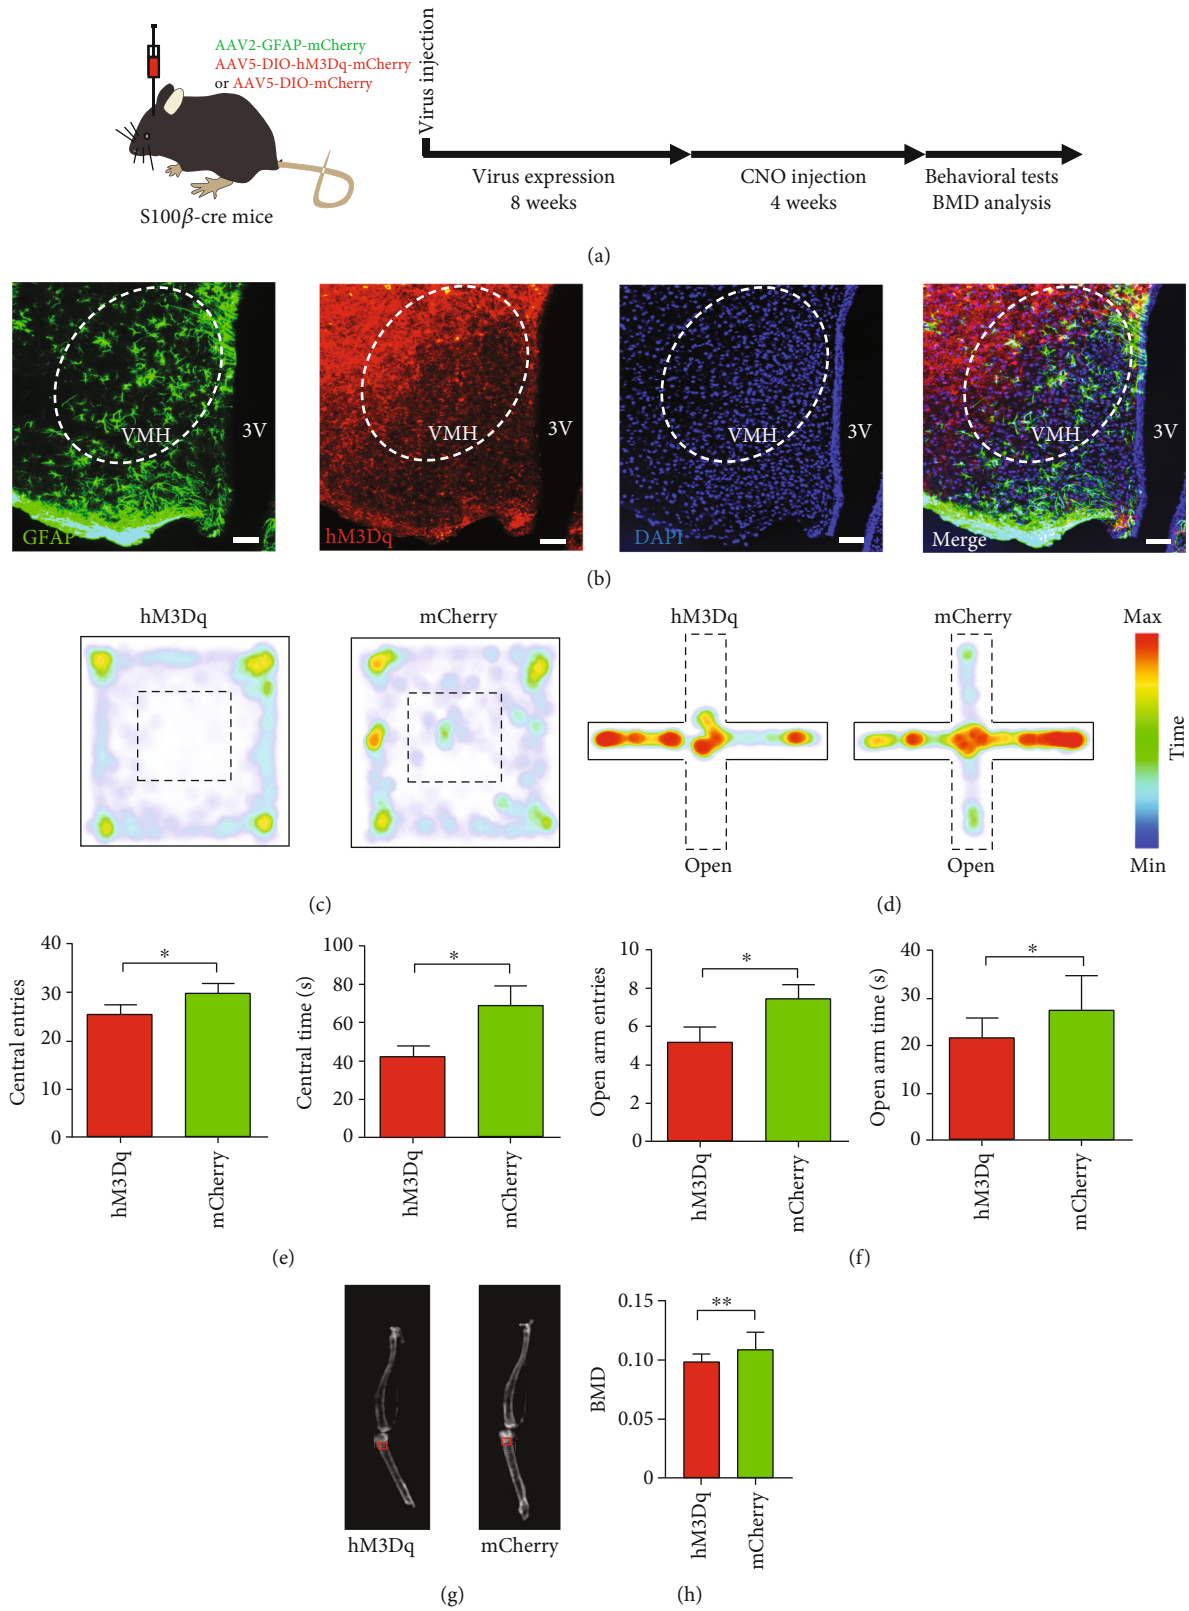 AAV2-GFAP-mCherry
AAV5-DIO-hM3Dq-mCherry
or AAV5-DIO-mCherry
S100β-cre mice
Virus injection
Virus expression
8 weeks
CNO injection
4 weeks
Behavioral tests
BMD analysis
(a)
VMH
3V
GFAP
VMH
3V
hM3Dq
VMH
3V
DAPI
VMH
3V
Merge
(b)
hM3Dq
mCherry
(c)
hM3Dq
Open
mCherry
Open
Max
Time
Min
(d)
Central entries
40
30
20
10
0
*
hM3Dq
mCherry
Central time (s)
100
80
60
40
20
0
*
hM3Dq
mCherry
(e)
Open arm entries
10
8
6
4
2
0
*
hM3Dq
mCherry
Open arm time (s)
40
30
20
10
0
*
hM3Dq
mCherry
(f)
hM3Dq
mCherry
(g)
BMD
0.15
0.10
0.05
0
**
hM3Dq
mCherry
(h)